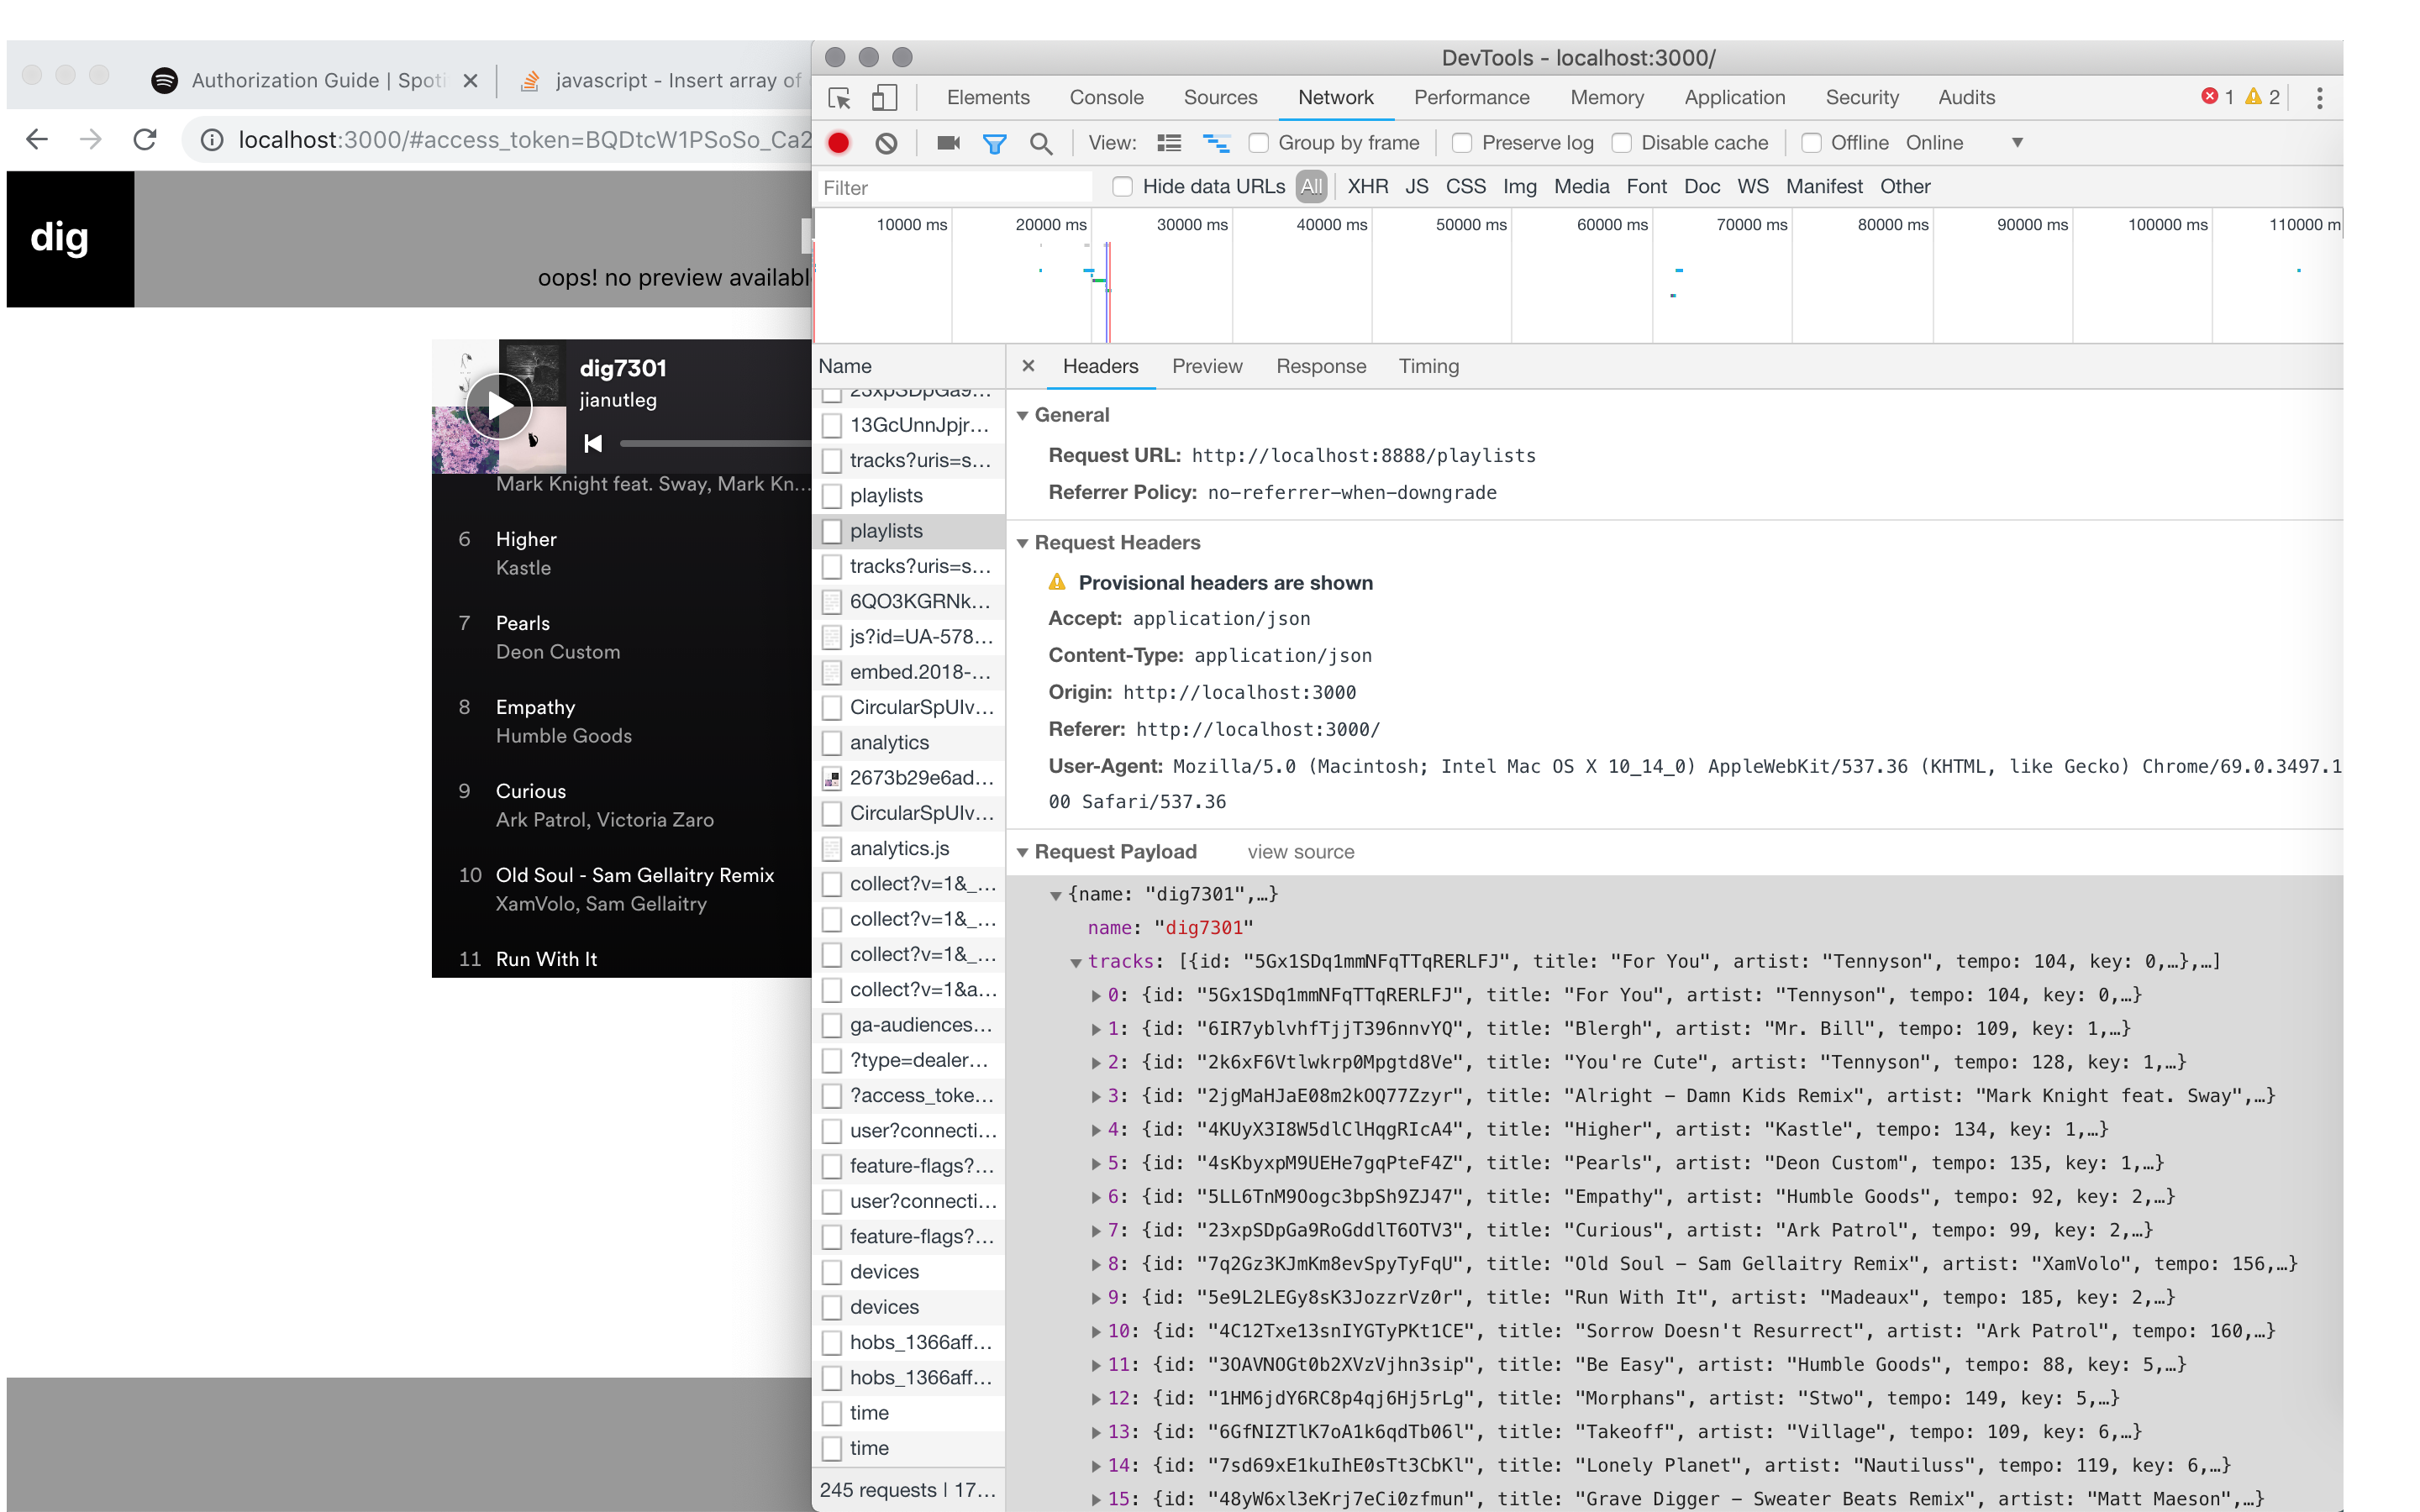 Authorization Guide | Spoti
javascript - Insert array of
localhost:3000/#access_token=BQDtcW1PSoSo_Ca2
dig
oops! no preview availabl
dig7301
jianutleg
Mark Knight feat. Sway, Mark Kn...
6 Higher
Kastle
7 Pearls
Deon Custom
8 Empathy
Humble Goods
9 Curious
Ark Patrol, Victoria Zaro
10 Old Soul - Sam Gellaitry Remix
XamVolo, Sam Gellaitry
11 Run With It
DevTools - localhost:3000/
Elements Console Sources Network Performance Memory Application Security Audits 1 2
View: Group by frame Preserve log Disable cache Offline Online
Filter Hide data URLs All XHR JS CSS Img Media Font Doc WS Manifest Other
10000 ms 20000 ms 30000 ms 40000 ms 50000 ms 60000 ms 70000 ms 80000 ms 90000 ms 100000 ms 110000 m
Name
23xpSDpGa9...
13GcUnnJpjr...
tracks?uris=s...
playlists
playlists
tracks?uris=s...
6QO3KGRNk...
js?id=UA-578...
embed.2018-...
CircularSpUIv...
analytics
2673b29e6ad...
CircularSpUIv...
analytics.js
collect?v=1&_...
collect?v=1&_...
collect?v=1&_...
collect?v=1&a...
ga-audiences...
?type=dealer...
?access_toke...
user?connecti...
feature-flags?...
user?connecti...
feature-flags?...
devices
devices
hobs_1366aff...
hobs_1366aff...
time
time
245 requests | 17...
Headers Preview Response Timing
General
Request URL: http://localhost:8888/playlists
Referrer Policy: no-referrer-when-downgrade
Request Headers
Provisional headers are shown
Accept: application/json
Content-Type: application/json
Origin: http://localhost:3000
Referer: http://localhost:3000/
User-Agent: Mozilla/5.0 (Macintosh; Intel Mac OS X 10_14_0) AppleWebKit/537.36 (KHTML, like Gecko) Chrome/69.0.3497.1
00 Safari/537.36
Request Payload view source
{name: "dig7301",…}
name: "dig7301"
tracks: [{id: "5Gx1SDq1mmNFqTTqRERLFJ", title: "For You", artist: "Tennyson", tempo: 104, key: 0,…},…]
0: {id: "5Gx1SDq1mmNFqTTqRERLFJ", title: "For You", artist: "Tennyson", tempo: 104, key: 0,…}
1: {id: "6IR7yblvhfTjjT396nnvYQ", title: "Blergh", artist: "Mr. Bill", tempo: 109, key: 1,…}
2: {id: "2k6xF6Vtlwkrp0Mpgtd8Ve", title: "You're Cute", artist: "Tennyson", tempo: 128, key: 1,…}
3: {id: "2jgMaHJaE08m2kOQ77Zzyr", title: "Alright – Damn Kids Remix", artist: "Mark Knight feat. Sway",…}
4: {id: "4KUyX3I8W5dlClHqgRIcA4", title: "Higher", artist: "Kastle", tempo: 134, key: 1,…}
5: {id: "4sKbyxpM9UEHe7gqPteF4Z", title: "Pearls", artist: "Deon Custom", tempo: 135, key: 1,…}
6: {id: "5LL6TnM9Oogc3bpSh9ZJ47", title: "Empathy", artist: "Humble Goods", tempo: 92, key: 2,…}
7: {id: "23xpSDpGa9RoGddlT6OTV3", title: "Curious", artist: "Ark Patrol", tempo: 99, key: 2,…}
8: {id: "7q2Gz3KJmKm8evSpyTyFqU", title: "Old Soul – Sam Gellaitry Remix", artist: "XamVolo", tempo: 156,…}
9: {id: "5e9L2LEGy8sK3JozzrVz0r", title: "Run With It", artist: "Madeaux", tempo: 185, key: 2,…}
10: {id: "4C12Txe13snIYGTyPKt1CE", title: "Sorrow Doesn't Resurrect", artist: "Ark Patrol", tempo: 160,…}
11: {id: "3OAVNOGt0b2XVzVjhn3sip", title: "Be Easy", artist: "Humble Goods", tempo: 88, key: 5,…}
12: {id: "1HM6jdY6RC8p4qj6Hj5rLg", title: "Morphans", artist: "Stwo", tempo: 149, key: 5,…}
13: {id: "6GfNIZTlK7oA1k6qdTb06l", title: "Takeoff", artist: "Village", tempo: 109, key: 6,…}
14: {id: "7sd69xE1kuIhE0sTt3CbKl", title: "Lonely Planet", artist: "Nautiluss", tempo: 119, key: 6,…}
15: {id: "48yW6xl3eKrj7eCi0zfmun", title: "Grave Digger – Sweater Beats Remix", artist: "Matt Maeson",…}